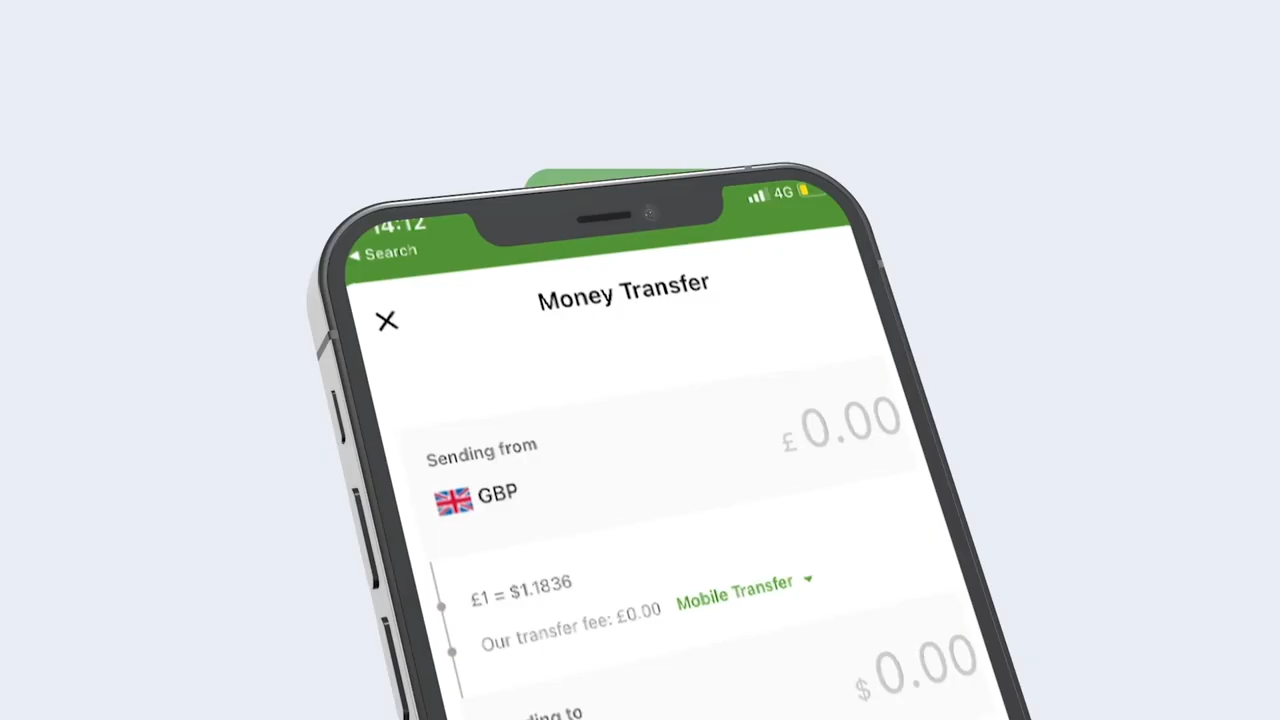 14:12
4G
◀ Search
Money Transfer
Sending from
£ 0.00
GBP
£1 = $1.1836
Our transfer fee: £0.00 Mobile Transfer
$ 0.00
to